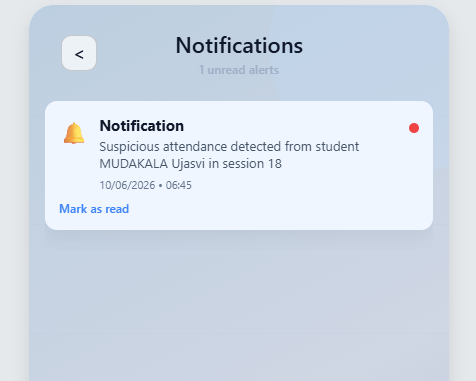 <
Notifications
1 unread alerts
Notification
Suspicious attendance detected from student
MUDAKALA Ujasvi in session 18
10/06/2026 • 06:45
Mark as read